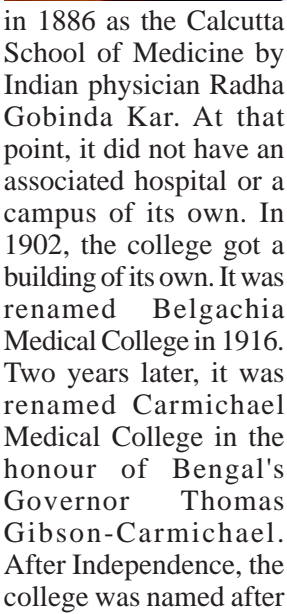 in 1886 as the Calcutta
School of Medicine by
Indian physician Radha
Gobinda Kar. At that
point, it did not have an
associated hospital or a
campus of its own. In
1902, the college got a
building of its own. It was
renamed Belgachia
Medical College in 1916.
Two years later, it was
renamed Carmichael
Medical College in the
honour of Bengal's
Governor Thomas
Gibson-Carmichael.
After Independence, the
college was named after